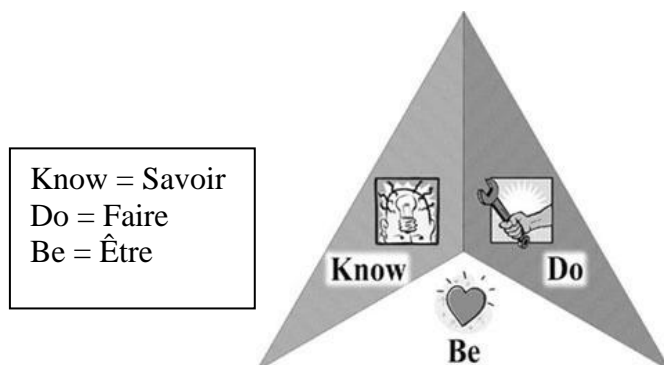 Know = Savoir
Do = Faire
Be = Être
Know
Do
Be